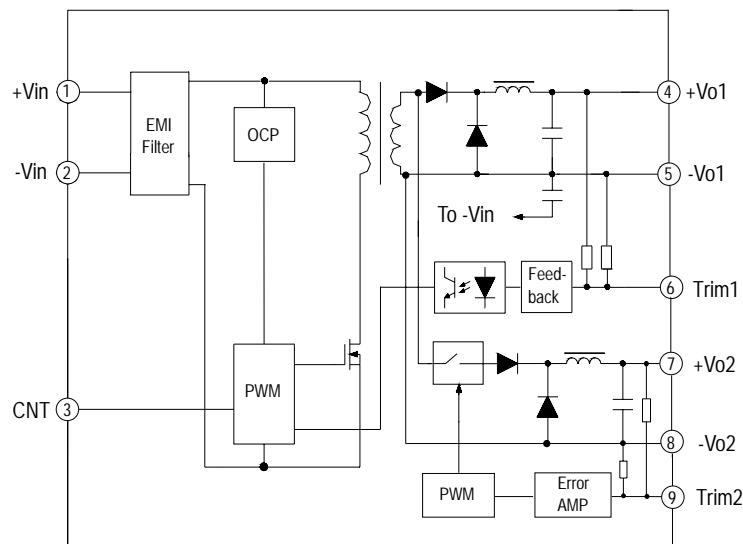 +Vin 1
-Vin 2
EMI
Filter
OCP
4 +Vo1
5 -Vo1
To -Vin
Feed-
back
6 Trim1
CNT 3
PWM
7 +Vo2
8 -Vo2
PWM
Error
AMP
9 Trim2